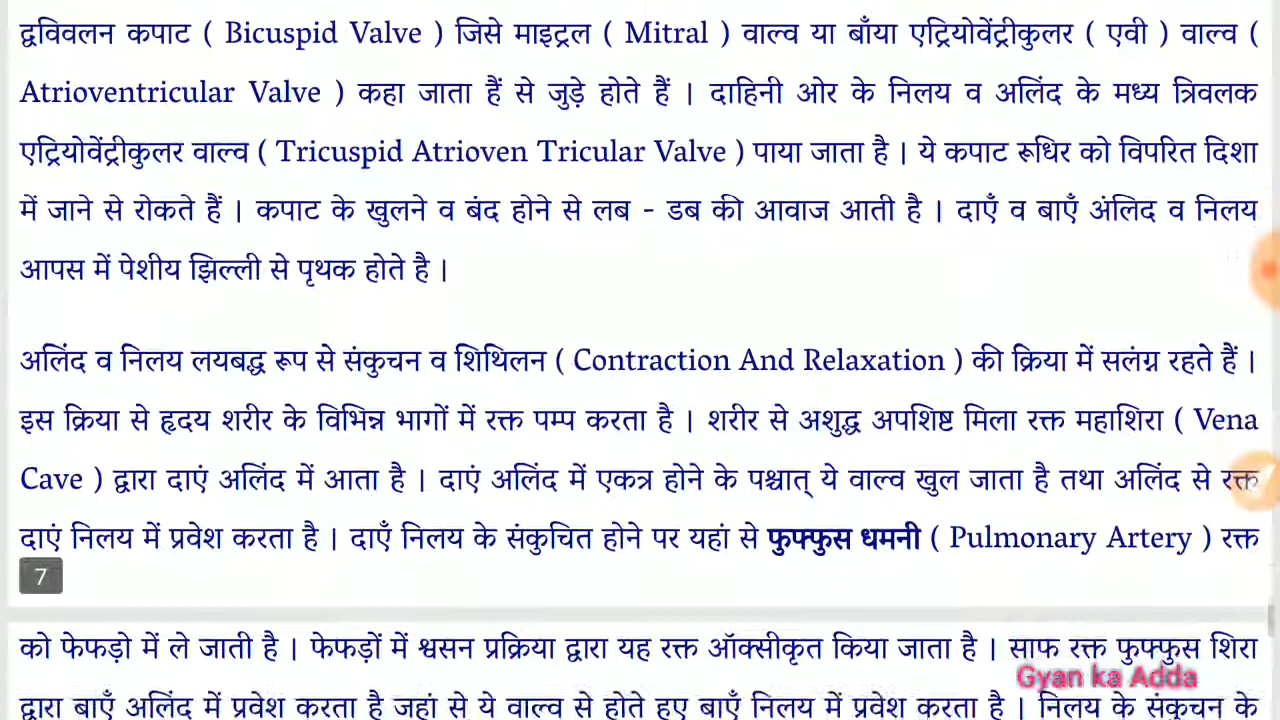 द्वविवलन कपाट ( Bicuspid Valve ) जिसे माइट्रल ( Mitral ) वाल्व या बाँया एट्रियोवेंट्रीकुलर ( एवी ) वाल्व (
Atrioventricular Valve ) कहा जाता हैं से जुड़े होते हैं । दाहिनी ओर के निलय व अलिंद के मध्य त्रिवलक
एट्रियोवेंट्रीकुलर वाल्व ( Tricuspid Atrioven Tricular Valve ) पाया जाता है । ये कपाट रूधिर को विपरित दिशा
में जाने से रोकते हैं । कपाट के खुलने व बंद होने से लब - डब की आवाज आती है । दाएँ व बाएँ अंलिद व निलय
आपस में पेशीय झिल्ली से पृथक होते है ।
अलिंद व निलय लयबद्ध रूप से संकुचन व शिथिलन ( Contraction And Relaxation ) की क्रिया में सलंग्न रहते हैं ।
इस क्रिया से हृदय शरीर के विभिन्न भागों में रक्त पम्प करता है । शरीर से अशुद्ध अपशिष्ट मिला रक्त महाशिरा ( Vena
Cave ) द्वारा दाएं अलिंद में आता है । दाएं अलिंद में एकत्र होने के पश्चात् ये वाल्व खुल जाता है तथा अलिंद से रक्त
दाएं निलय में प्रवेश करता है । दाएँ निलय के संकुचित होने पर यहां से फुफ्फुस धमनी ( Pulmonary Artery ) रक्त
7
को फेफड़ो में ले जाती है । फेफड़ों में श्वसन प्रक्रिया द्वारा यह रक्त ऑक्सीकृत किया जाता है । साफ रक्त फुफ्फुस शिरा
Gyan ka Adda
द्वारा बाएँ अलिंद में प्रवेश करता है जहां से ये वाल्व से होते हुए बाएँ निलय में प्रवेश करता है । निलय के संकुचन के